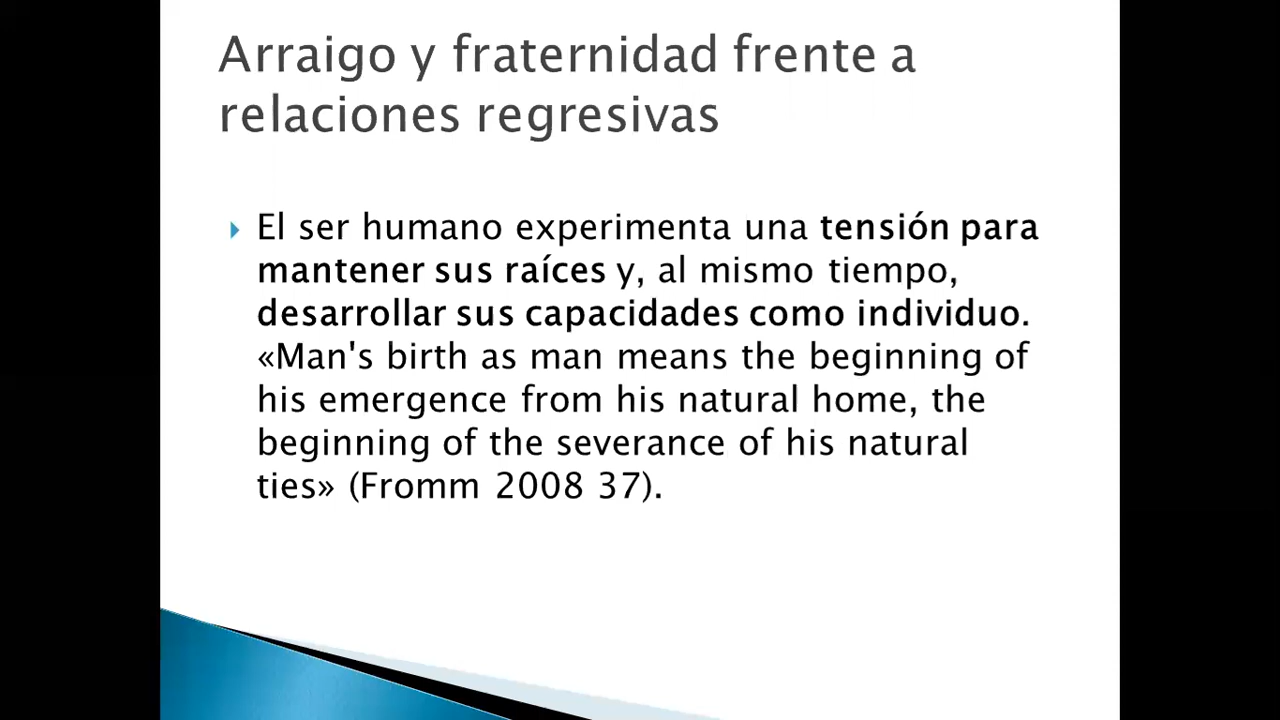 Arraigo y fraternidad frente a
relaciones regresivas
El ser humano experimenta una tensión para
mantener sus raíces y, al mismo tiempo,
desarrollar sus capacidades como individuo.
«Man's birth as man means the beginning of
his emergence from his natural home, the
beginning of the severance of his natural
ties» (Fromm 2008 37).